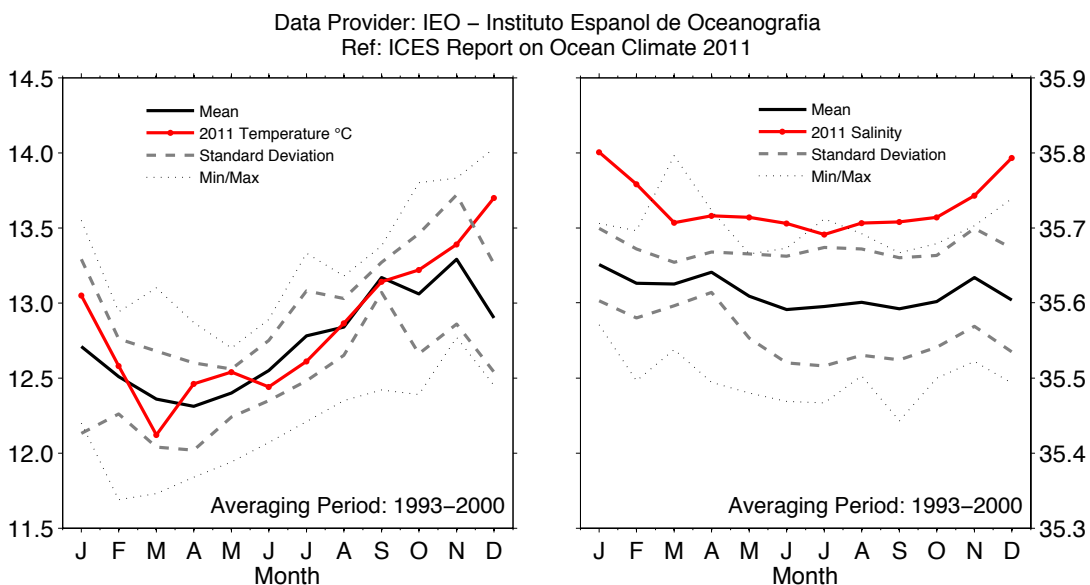 Data Provider: IEO – Instituto Espanol de Oceanografia
Ref: ICES Report on Ocean Climate 2011
14.5
14.0
13.5
13.0
12.5
12.0
11.5
Mean
2011 Temperature °C
Standard Deviation
Min/Max
Averaging Period: 1993–2000
J F M A M J J A S O N D
Month
Mean
2011 Salinity
Standard Deviation
Min/Max
Averaging Period: 1993–2000
35.9
35.8
35.7
35.6
35.5
35.4
35.3
J F M A M J J A S O N D
Month